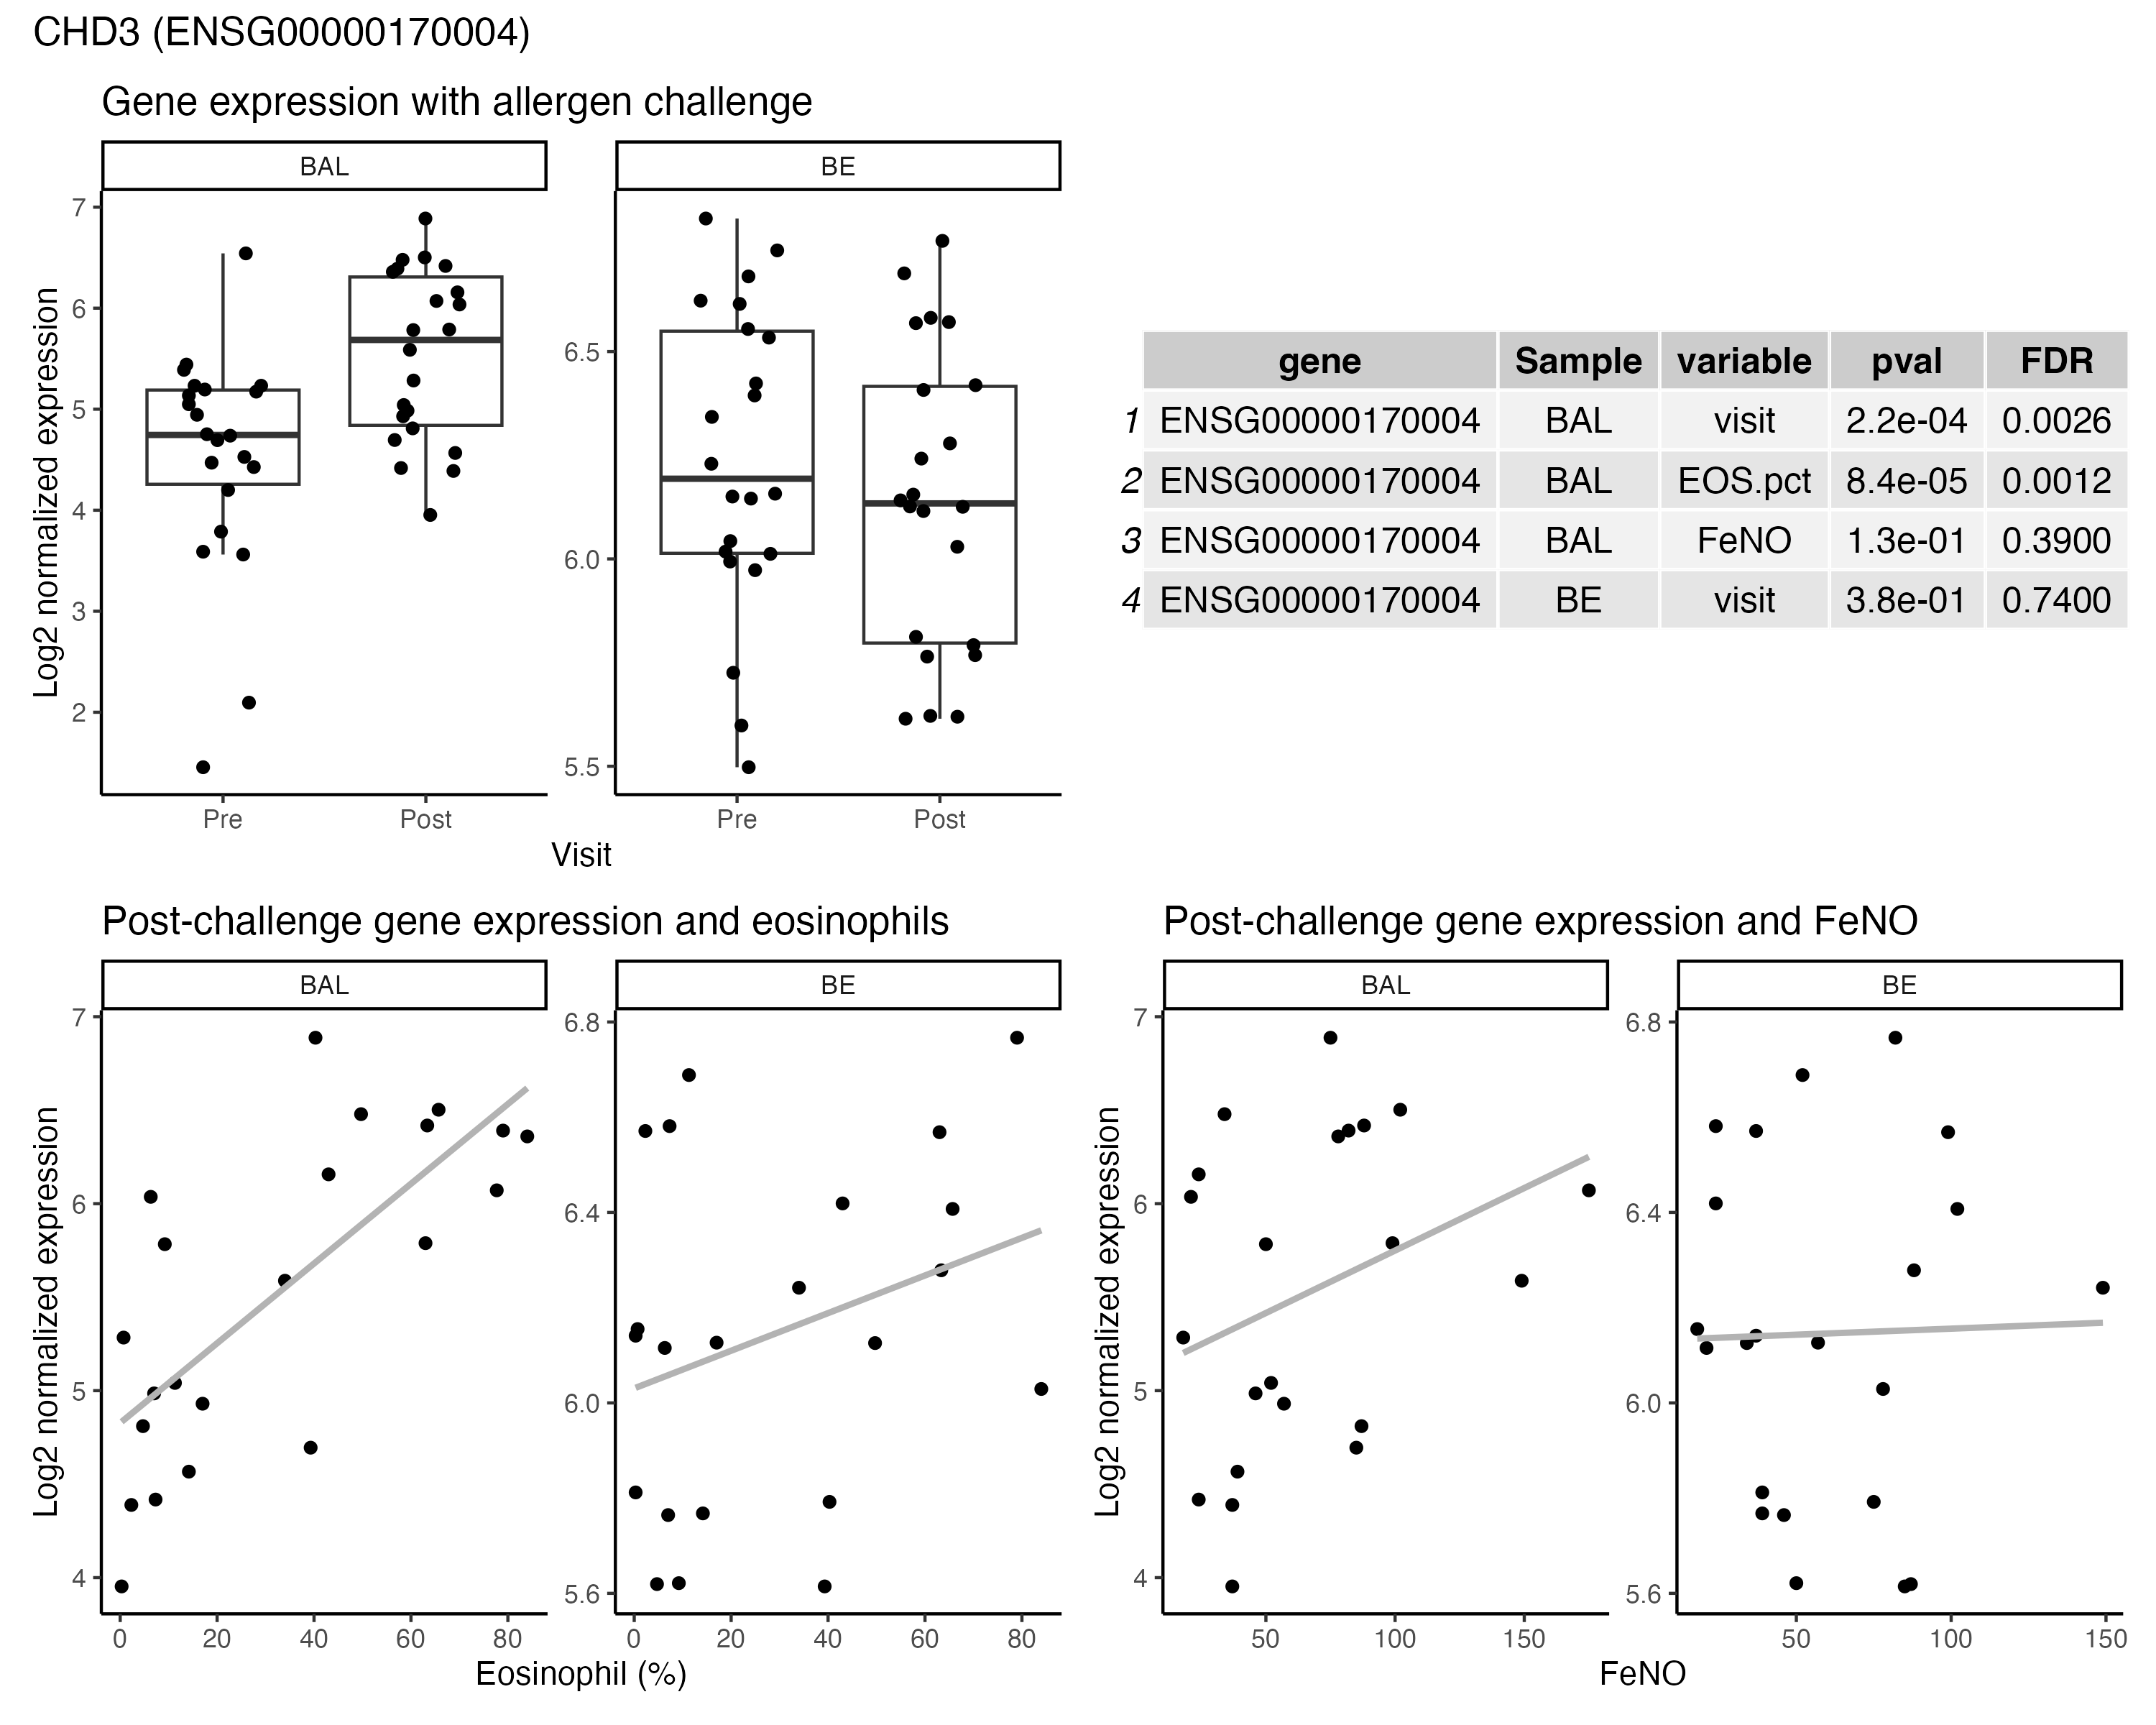 CHD3 (ENSG00000170004)
Gene expression with allergen challenge
BAL
BE
Log2 normalized expression
7
6
5
4
3
2
6.5
6.0
5.5
Pre
Post
Pre
Post
Visit
gene Sample variable pval FDR
1 ENSG00000170004 BAL visit 2.2e-04 0.0026
2 ENSG00000170004 BAL EOS.pct 8.4e-05 0.0012
3 ENSG00000170004 BAL FeNO 1.3e-01 0.3900
4 ENSG00000170004 BE visit 3.8e-01 0.7400
Post-challenge gene expression and eosinophils
BAL
BE
Log2 normalized expression
7
6
5
4
6.8
6.4
6.0
5.6
0 20 40 60 80
0 20 40 60 80
Eosinophil (%)
Post-challenge gene expression and FeNO
BAL
BE
Log2 normalized expression
7
6
5
4
6.8
6.4
6.0
5.6
50 100 150
50 100 150
FeNO